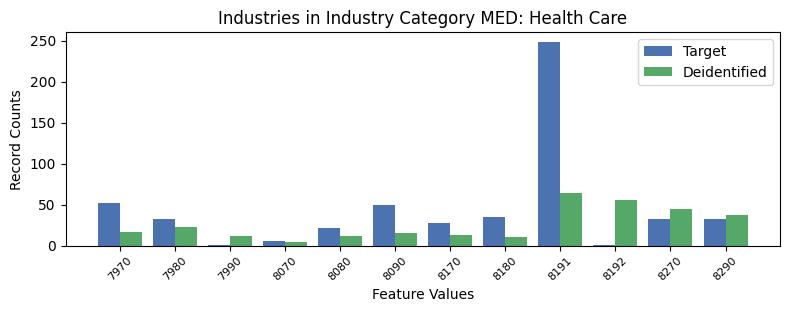 Industries in Industry Category MED: Health Care
Record Counts
250
200
150
100
50
0
Target
Deidentified
7970 7980 7990 8070 8080 8090 8170 8180 8191 8192 8270 8290
Feature Values